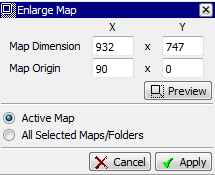 Enlarge Map
X Y
Map Dimension 932 x 747
Map Origin 90 x 0
Preview
Active Map
All Selected Maps/Folders
Cancel Apply